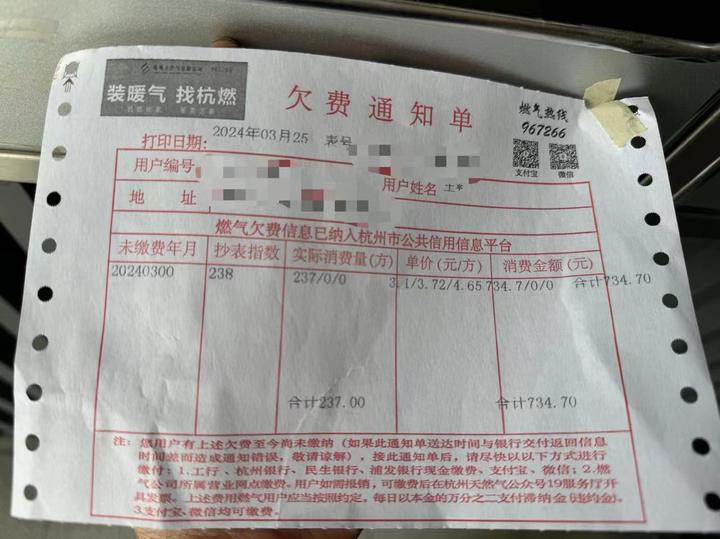 装暖气 找杭燃
欠费通知单
燃气热线
967266
支付宝 微信
打印日期: 2024年03月25 表号
用户编号
用户姓名
地 址
燃气欠费信息已纳入杭州市公共信用信息平台
未缴费年月 抄表指数 实际消费量(方) 单价(元/方) 消费金额(元)
20240300 238 237/0/0 3.1/3.72/4.65 734.7/0/0 合计734.70
合计237.00 合计734.70
注: 您用户有上述欠费至今尚未缴纳(如果此通知单送达时间与银行交付返回信息
时间差而造成通知错误,敬请谅解),接此通知后,请尽快以以下方式进行
缴付:1.工行、杭州银行、民生银行、浦发银行现金缴费、支付宝、微信;2.燃
气公司所属营业网点缴费。用户如需报销,可缴费后在杭州天然气公众号19服务厅开
具发票。上述费用燃气用户应当按照约定,每日以本金的万分之二支付滞纳金(违约金)。
3.支付宝、微信均可缴费。